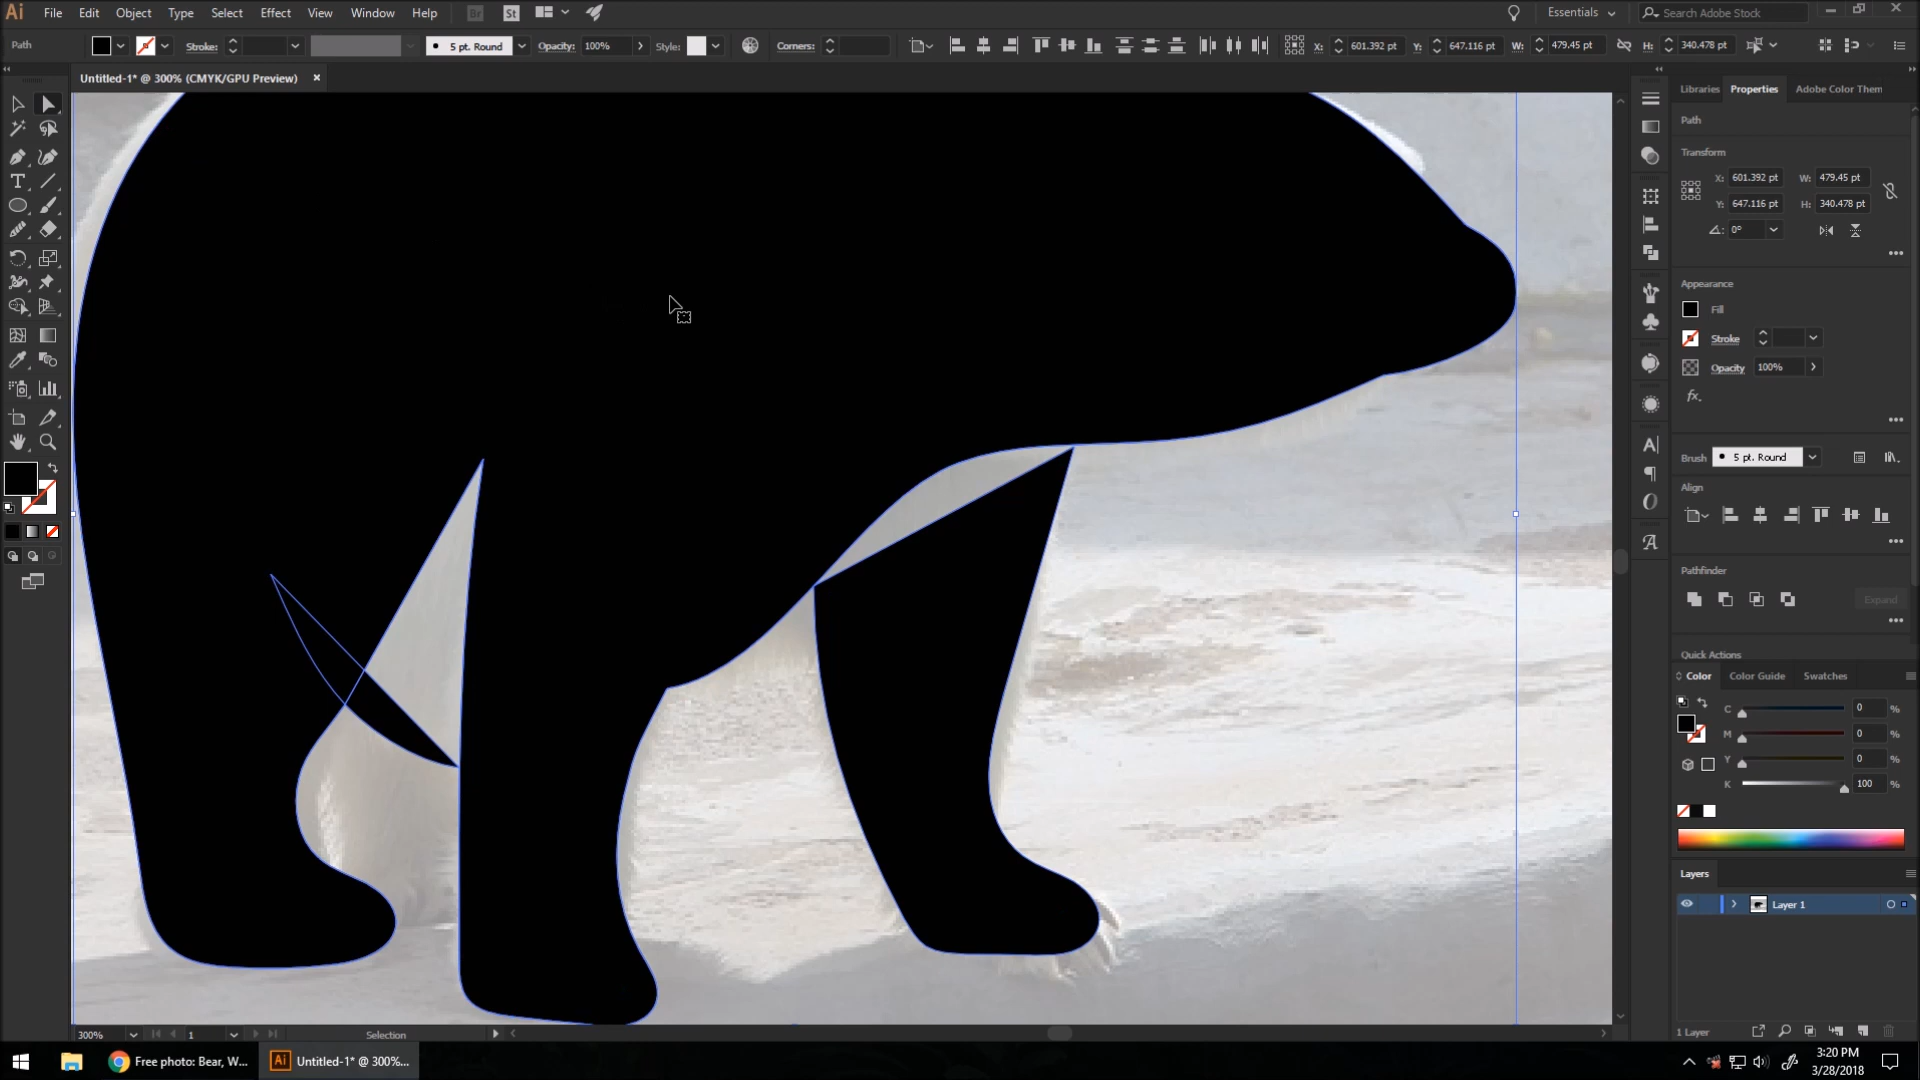 Ai File Edit Object Type Select Effect View Window Help Br St Essentials Search Adobe Stock
Path Stroke: 5 pt. Round Opacity: 100% Style: Corners: X: 601.392 pt Y: 647.116 pt W: 479.45 pt H: 340.478 pt
Untitled-1* @ 300% (CMYK/GPU Preview) ×
Libraries Properties Adobe Color Them
Path
Transform
X: 601.392 pt W: 479.45 pt
Y: 647.116 pt H: 340.478 pt
0°
Appearance
Fill
Stroke
Opacity 100%
fx.
Brush 5 pt. Round
Align
Pathfinder
Expand
Quick Actions
Color Color Guide Swatches
C 0 %
M 0 %
Y 0 %
K 100 %
Layers
Layer 1
1 Layer
300% 1 Selection
Free photo: Bear, W... Ai Untitled-1* @ 300%...
3:20 PM
3/28/2018